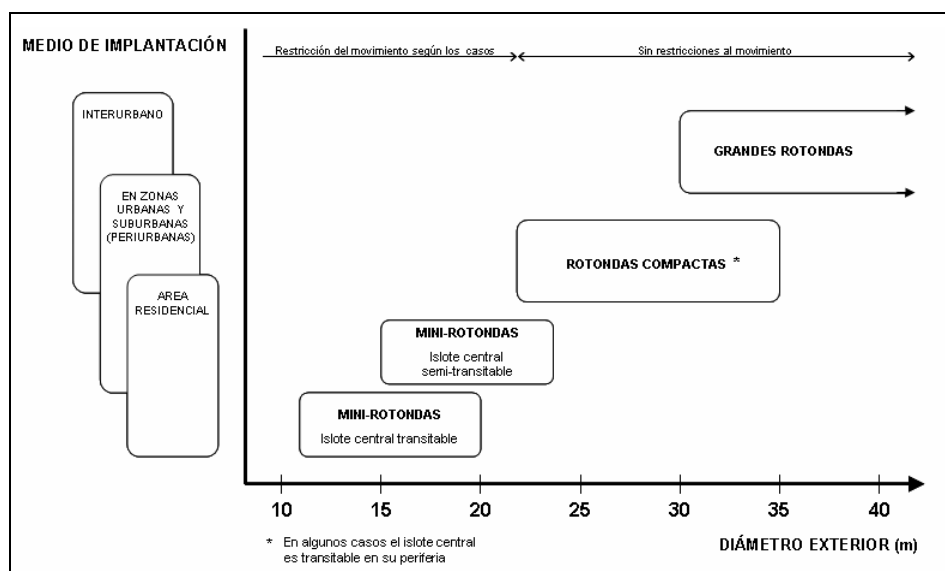 MEDIO DE IMPLANTACIÓN
Restricción del movimiento según los casos
Sin restricciones al movimiento
INTERURBANO
EN ZONAS
URBANAS Y
SUBURBANAS
(PERIURBANAS)
AREA
RESIDENCIAL
GRANDES ROTONDAS
ROTONDAS COMPACTAS *
MINI-ROTONDAS
Islote central
semi-transitable
MINI-ROTONDAS
Islote central transitable
10 15 20 25 30 35 40
* En algunos casos el islote central
es transitable en su periferia
DIÁMETRO EXTERIOR (m)